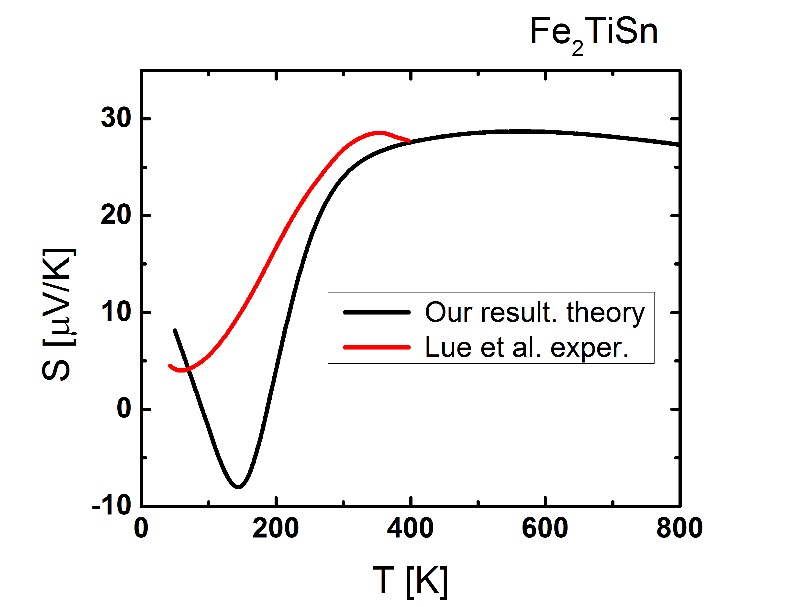 Fe₂TiSn
30
20
10
0
-10
S [μV/K]
Our result. theory
Lue et al. exper.
0 200 400 600 800
T [K]